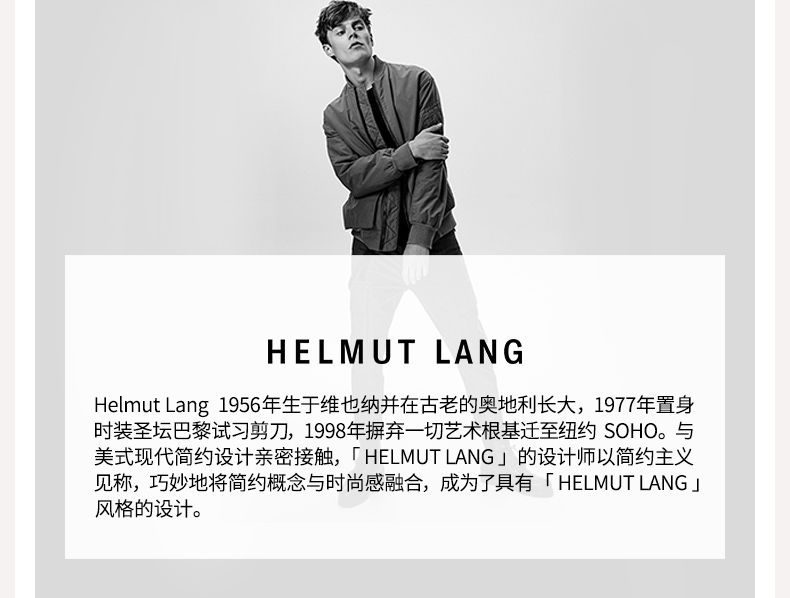 HELMUT LANG
Helmut Lang 1956年生于维也纳并在古老的奥地利长大，1977年置身
时装圣坛巴黎试习剪刀，1998年摒弃一切艺术根基迁至纽约 SOHO。与
美式现代简约设计亲密接触，「 HELMUT LANG 」的设计师以简约主义
见称，巧妙地将简约概念与时尚感融合，成为了具有「 HELMUT LANG 」
风格的设计。